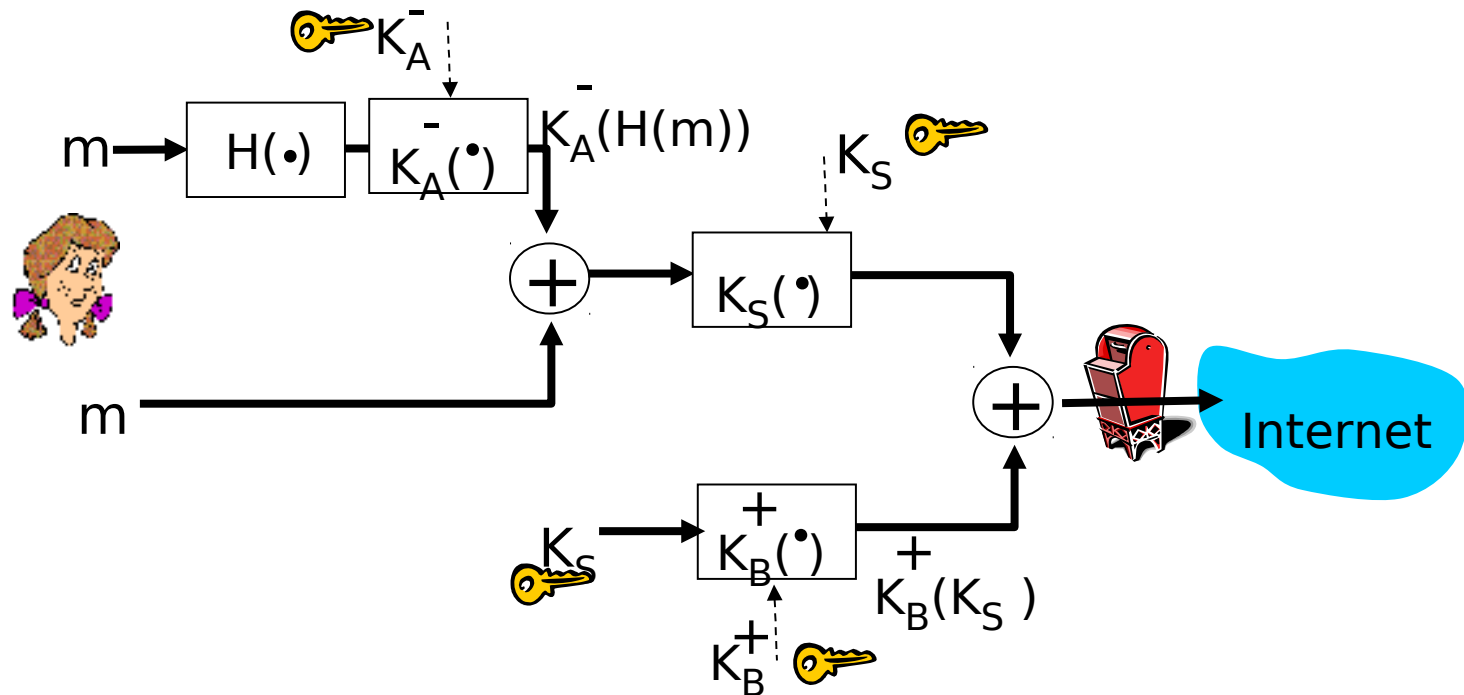 K_A^-
m
H(•)
K_A^-(•)
K_A^-(H(m))
K_S
+
K_S(•)
m
+
Internet
K_S
K_B^+(•)
K_B^+(K_S )
K_B^+